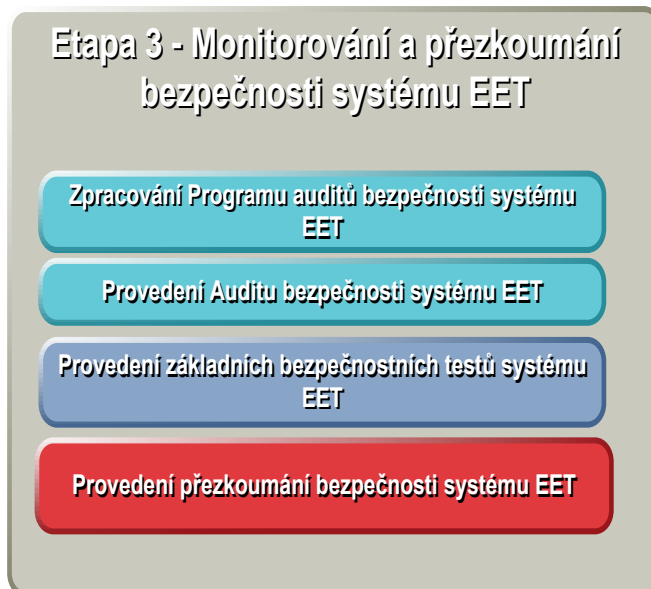 Etapa 3 - Monitorování a přezkoumání
bezpečnosti systému EET
Zpracování Programu auditů bezpečnosti systému
EET
Provedení Auditu bezpečnosti systému EET
Provedení základních bezpečnostních testů systému
EET
Provedení přezkoumání bezpečnosti systému EET